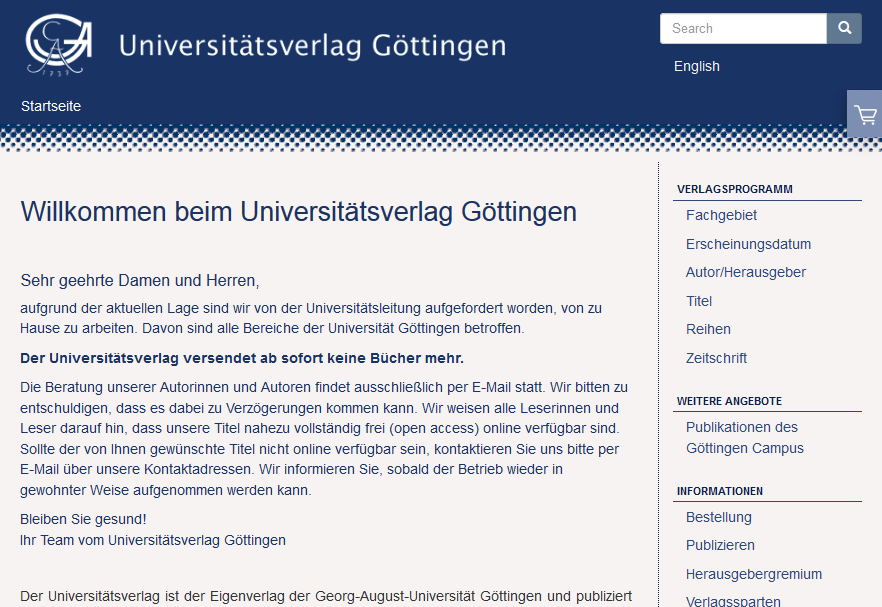 Universitätsverlag Göttingen
1737
Search
English
Startseite
Willkommen beim Universitätsverlag Göttingen
Sehr geehrte Damen und Herren,
aufgrund der aktuellen Lage sind wir von der Universitätsleitung aufgefordert worden, von zu
Hause zu arbeiten. Davon sind alle Bereiche der Universität Göttingen betroffen.
Der Universitätsverlag versendet ab sofort keine Bücher mehr.
Die Beratung unserer Autorinnen und Autoren findet ausschließlich per E-Mail statt. Wir bitten zu
entschuldigen, dass es dabei zu Verzögerungen kommen kann. Wir weisen alle Leserinnen und
Leser darauf hin, dass unsere Titel nahezu vollständig frei (open access) online verfügbar sind.
Sollte der von Ihnen gewünschte Titel nicht online verfügbar sein, kontaktieren Sie uns bitte per
E-Mail über unsere Kontaktadressen. Wir informieren Sie, sobald der Betrieb wieder in
gewohnter Weise aufgenommen werden kann.
Bleiben Sie gesund!
Ihr Team vom Universitätsverlag Göttingen
Der Universitätsverlag ist der Eigenverlag der Georg-August-Universität Göttingen und publiziert
VERLAGSPROGRAMM
Fachgebiet
Erscheinungsdatum
Autor/Herausgeber
Titel
Reihen
Zeitschrift
WEITERE ANGEBOTE
Publikationen des
Göttingen Campus
INFORMATIONEN
Bestellung
Publizieren
Herausgebergremium
Verlagssparten